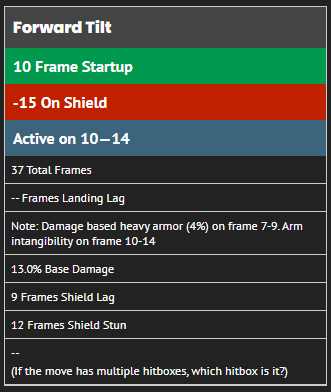 Forward Tilt
10 Frame Startup
-15 On Shield
Active on 10—14
37 Total Frames
-- Frames Landing Lag
Note: Damage based heavy armor (4%) on frame 7-9. Arm
intangibility on frame 10-14
13.0% Base Damage
9 Frames Shield Lag
12 Frames Shield Stun
--
(If the move has multiple hitboxes, which hitbox is it?)